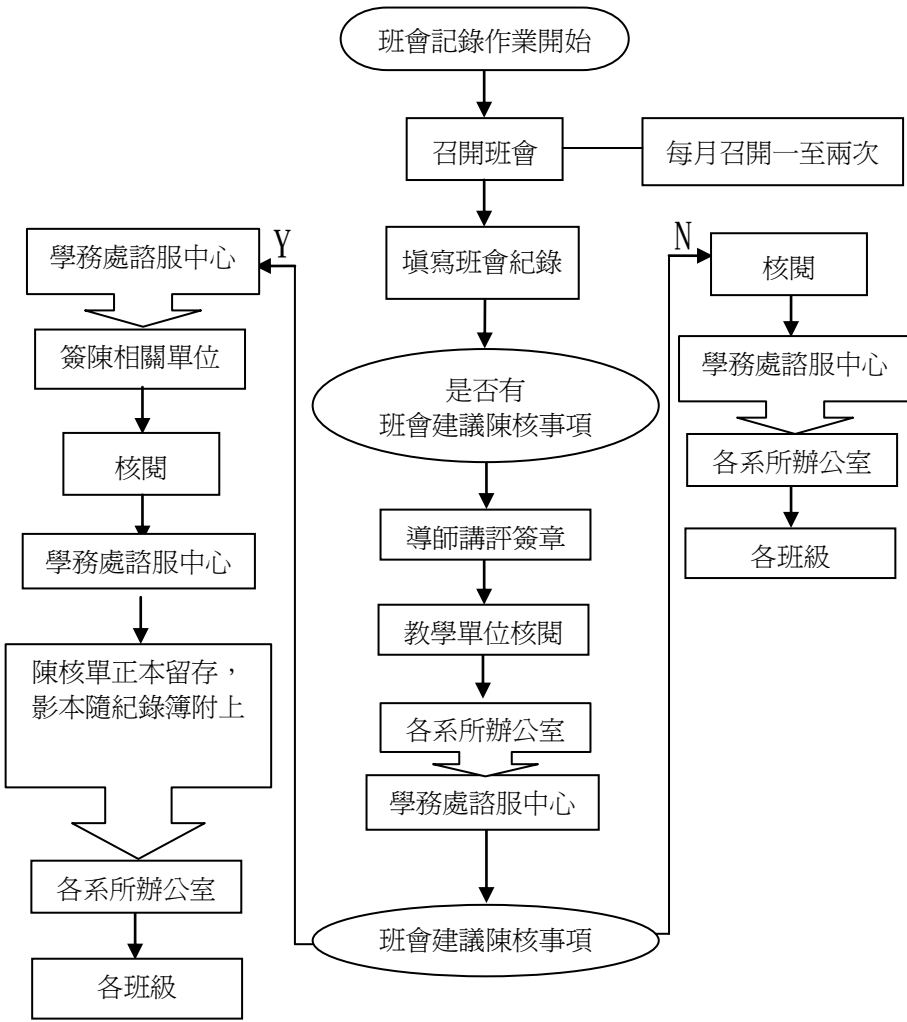 班會記錄作業開始
召開班會
每月召開一至兩次
填寫班會紀錄
是否有
班會建議陳核事項
導師講評簽章
教學單位核閱
各系所辦公室
學務處諮服中心
班會建議陳核事項
Y
學務處諮服中心
簽陳相關單位
核閱
學務處諮服中心
陳核單正本留存，
影本隨紀錄簿附上
各系所辦公室
各班級
N
核閱
學務處諮服中心
各系所辦公室
各班級